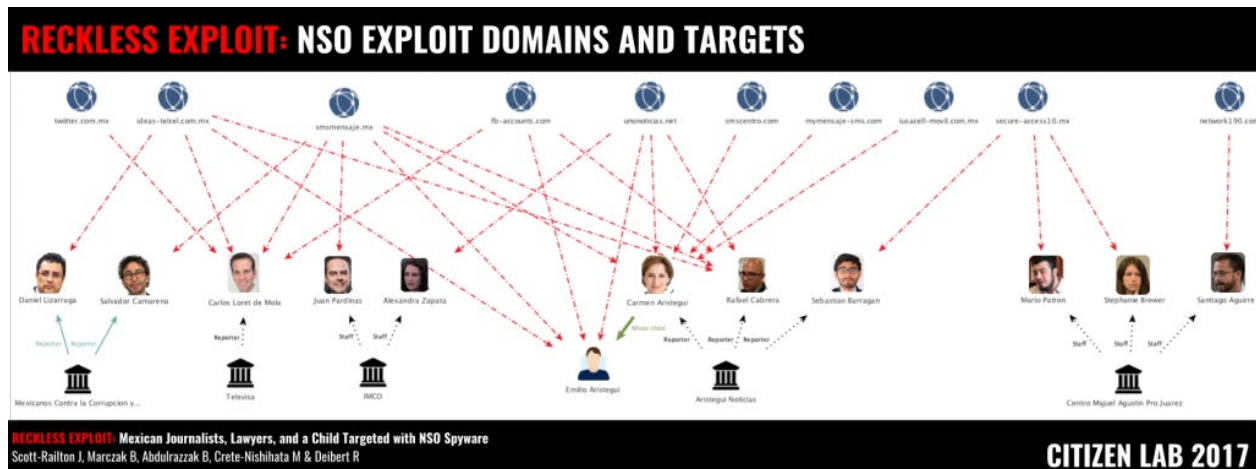 RECKLESS EXPLOIT: NSO EXPLOIT DOMAINS AND TARGETS
twitter.com.mx
ideas-telcel.com.mx
smsmensaje.mx
fb-accounts.com
unonoticias.net
smscentro.com
mymensaje-sms.com
iusacell-movil.com.mx
secure-access10.mx
network190.com
Daniel Lizarraga
Salvador Camarena
Carlos Loret de Mola
Juan Pardinas
Alexandra Zapata
Carmen Aristegui
Rafael Cabrera
Sebastian Barragan
Mario Patron
Stephanie Brewer
Santiago Aguirre
Reporter
Reporter
Reporter
Staff
Staff
Minor child
Reporter
Reporter
Reporter
Staff
Staff
Staff
Mexicanos Contra la Corrupcion y...
Televisa
IMCO
Emilio Aristegui
Aristegui Noticias
Centro Miguel Agustin Pro Juarez
RECKLESS EXPLOIT: Mexican Journalists, Lawyers, and a Child Targeted with NSO Spyware
Scott-Railton J, Marczak B, Abdulrazzak B, Crete-Nishihata M & Deibert R
CITIZEN LAB 2017